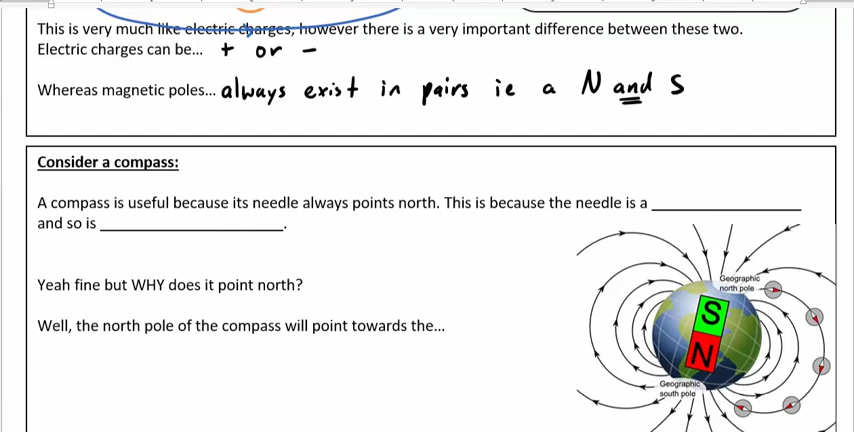 This is very much like electric charges, however there is a very important difference between these two.
Electric charges can be... + or -
Whereas magnetic poles... always exist in pairs ie a N and S
Consider a compass:
A compass is useful because its needle always points north. This is because the needle is a ____________________
and so is ________________________.
Yeah fine but WHY does it point north?
Well, the north pole of the compass will point towards the...
Geographic
north pole
S
N
Geographic
south pole